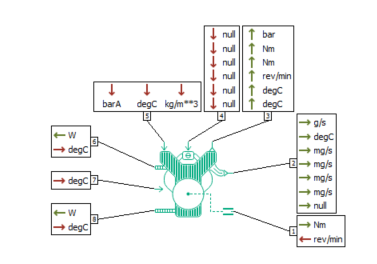 null bar
null Nm
null Nm
null rev/min
null degC
null degC
barA degC kg/m**3
5 4 3
W
degC
6
g/s
degC
mg/s
mg/s
mg/s
mg/s
null
2
degC
7
W
degC
8
Nm
rev/min
1